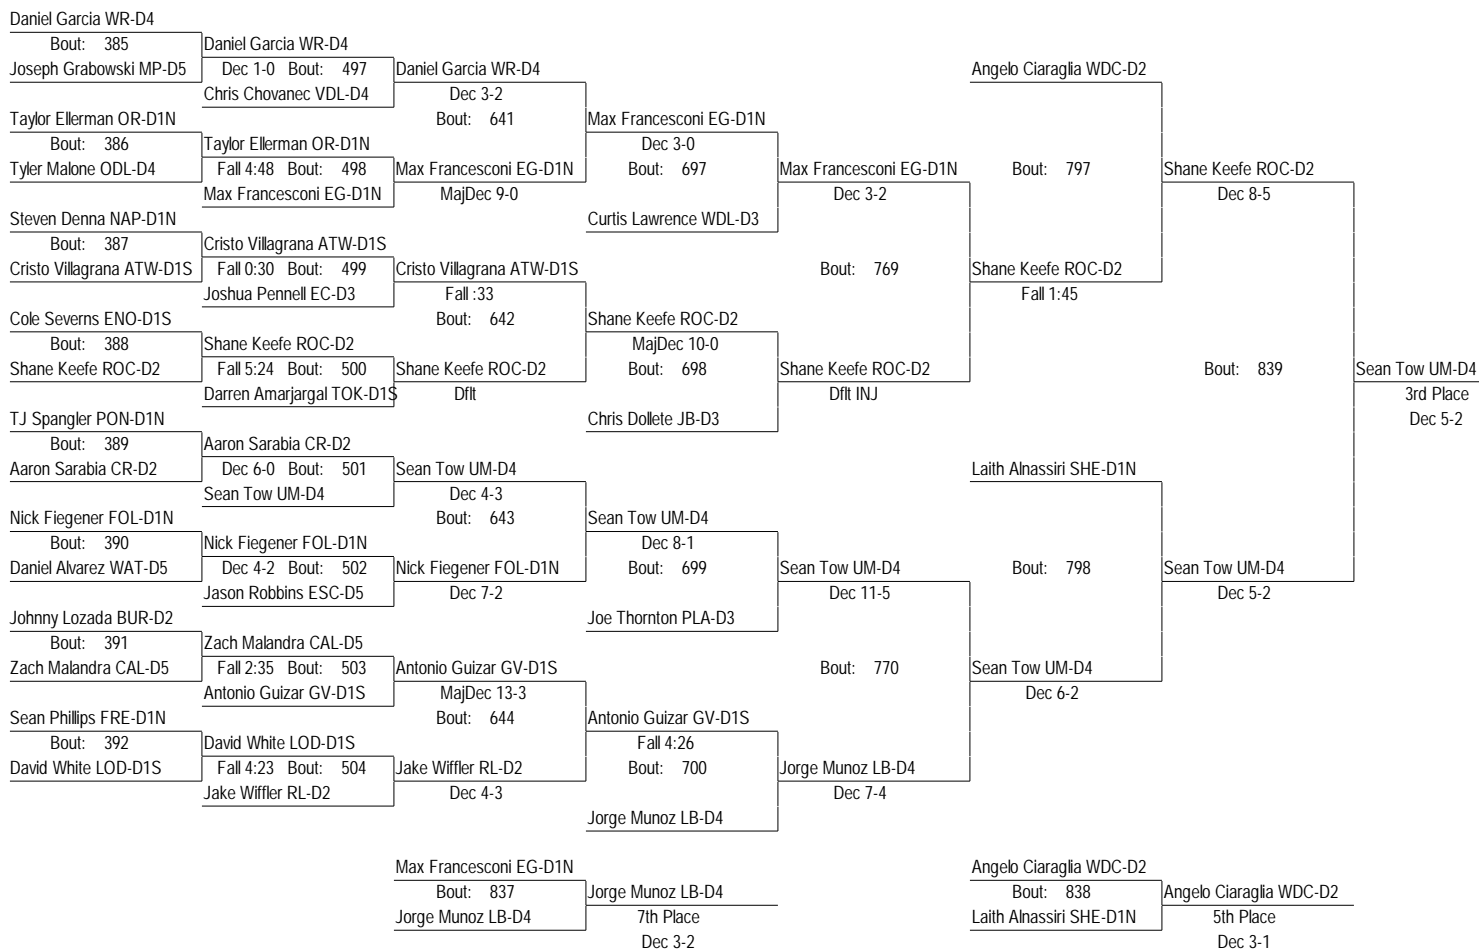 Daniel Garcia WR-D4
Bout: 385 Daniel Garcia WR-D4
Joseph Grabowski MP-D5 Dec 1-0 Bout: 497 Daniel Garcia WR-D4 Angelo Ciaraglia WDC-D2
Chris Chovanec VDL-D4 Dec 3-2
Taylor Ellerman OR-D1N Bout: 641 Max Francesconi EG-D1N
Bout: 386 Taylor Ellerman OR-D1N Dec 3-0
Tyler Malone ODL-D4 Fall 4:48 Bout: 498 Max Francesconi EG-D1N Bout: 697 Max Francesconi EG-D1N Bout: 797 Shane Keefe ROC-D2
Max Francesconi EG-D1N MajDec 9-0 Dec 3-2 Dec 8-5
Steven Denna NAP-D1N Curtis Lawrence WDL-D3
Bout: 387 Cristo Villagrana ATW-D1S
Cristo Villagrana ATW-D1S Fall 0:30 Bout: 499 Cristo Villagrana ATW-D1S Bout: 769 Shane Keefe ROC-D2
Joshua Pennell EC-D3 Fall :33 Fall 1:45
Cole Severns ENO-D1S Bout: 642 Shane Keefe ROC-D2
Bout: 388 Shane Keefe ROC-D2 MajDec 10-0
Shane Keefe ROC-D2 Fall 5:24 Bout: 500 Shane Keefe ROC-D2 Bout: 698 Shane Keefe ROC-D2 Bout: 839 Sean Tow UM-D4
Darren Amarjargal TOK-D1S Dflt Dflt INJ 3rd Place
TJ Spangler PON-D1N Chris Dollete JB-D3 Dec 5-2
Bout: 389 Aaron Sarabia CR-D2
Aaron Sarabia CR-D2 Dec 6-0 Bout: 501 Sean Tow UM-D4 Laith Alnassiri SHE-D1N
Sean Tow UM-D4 Dec 4-3
Nick Fiegener FOL-D1N Bout: 643 Sean Tow UM-D4
Bout: 390 Nick Fiegener FOL-D1N Dec 8-1
Daniel Alvarez WAT-D5 Dec 4-2 Bout: 502 Nick Fiegener FOL-D1N Bout: 699 Sean Tow UM-D4 Bout: 798 Sean Tow UM-D4
Jason Robbins ESC-D5 Dec 7-2 Dec 11-5 Dec 5-2
Johnny Lozada BUR-D2 Joe Thornton PLA-D3
Bout: 391 Zach Malandra CAL-D5
Zach Malandra CAL-D5 Fall 2:35 Bout: 503 Antonio Guizar GV-D1S Bout: 770 Sean Tow UM-D4
Antonio Guizar GV-D1S MajDec 13-3 Dec 6-2
Sean Phillips FRE-D1N Bout: 644 Antonio Guizar GV-D1S
Bout: 392 David White LOD-D1S Fall 4:26
David White LOD-D1S Fall 4:23 Bout: 504 Jake Wiffler RL-D2 Bout: 700 Jorge Munoz LB-D4
Jake Wiffler RL-D2 Dec 4-3 Dec 7-4
Jorge Munoz LB-D4
Max Francesconi EG-D1N Angelo Ciaraglia WDC-D2
Bout: 837 Jorge Munoz LB-D4 Bout: 838 Angelo Ciaraglia WDC-D2
Jorge Munoz LB-D4 7th Place Laith Alnassiri SHE-D1N 5th Place
Dec 3-2 Dec 3-1